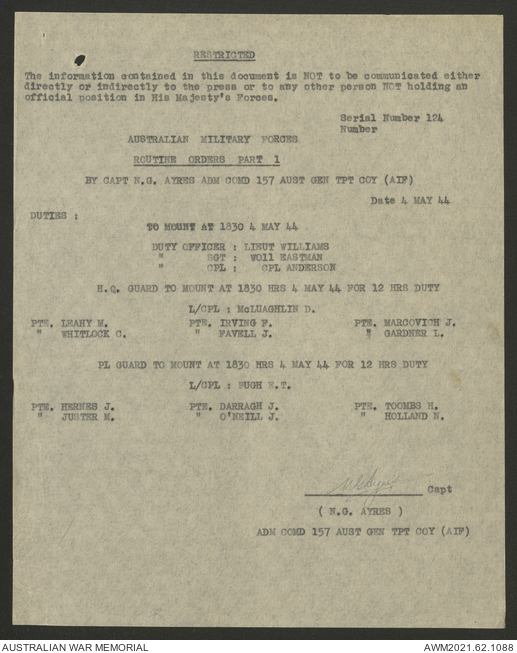 RESTRICTED
The information contained in this document is NOT to be communicated either
directly or indirectly to the press or to any other person NOT holding an
official position in His Majesty's Forces.
Serial Number 124
Number
AUSTRALIAN MILITARY FORCES
ROUTINE ORDERS PART 1
BY CAPT N.G. AYRES ADM COMD 157 AUST GEN TPT COY (AIF)
Date 4 MAY 44
DUTIES :
TO MOUNT AT 1830 4 MAY 44
DUTY OFFICER : LIEUT WILLIAMS
" SGT : WO11 EASTMAN
" CPL : CPL ANDERSON
H.Q. GUARD TO MOUNT AT 1830 HRS 4 MAY 44 FOR 12 HRS DUTY
L/CPL : McLUAGHLIN D.
PTE. LEAHY M. PTE. IRVING F. PTE. MARCOVICH J.
" WHITLOCK C. " FAVELL J. " GARDNER L.
PL GUARD TO MOUNT AT 1830 HRS 4 MAY 44 FOR 12 HRS DUTY
L/CPL : PUGH E.T.
PTE. HERNES J. PTE. DARRAGH J. PTE. TOOMBS H.
" JUSTER M. " O'NEILL J. " HOLLAND N.
NGAyres Capt
( N.G. AYRES )
ADM COMD 157 AUST GEN TPT COY (AIF)
AUSTRALIAN WAR MEMORIAL AWM2021.62.1088